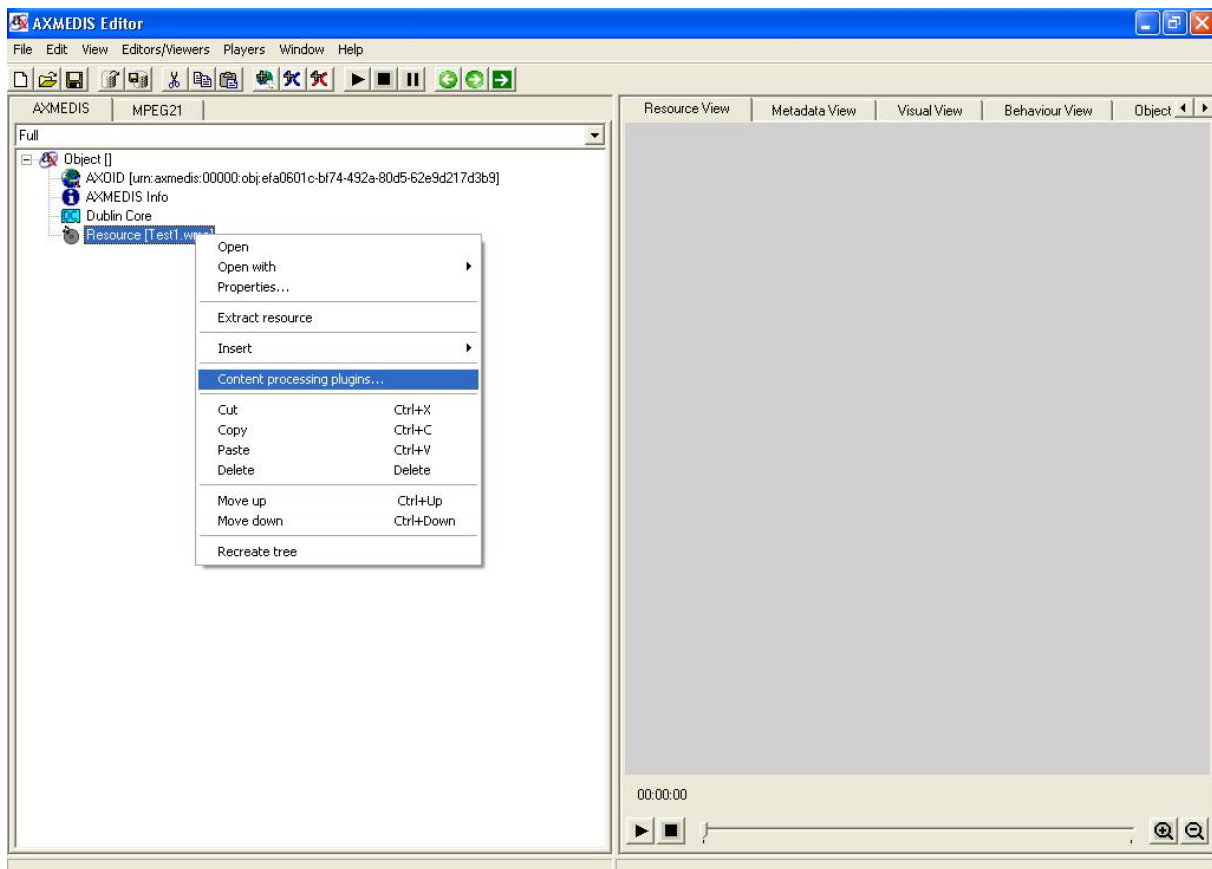 AXMEDIS Editor
File Edit View Editors/Viewers Players Window Help
AXMEDIS MPEG21
Full
Object []
AXOID [urn:axmedis:00000:obj:efa0601c-bf74-492a-80d5-62e9d217d3b9]
AXMEDIS Info
Dublin Core
Resource [Test1.wma]
Open
Open with
Properties...
Extract resource
Insert
Content processing plugins...
Cut Ctrl+X
Copy Ctrl+C
Paste Ctrl+V
Delete Delete
Move up Ctrl+Up
Move down Ctrl+Down
Recreate tree
Resource View Metadata View Visual View Behaviour View Object
00:00:00